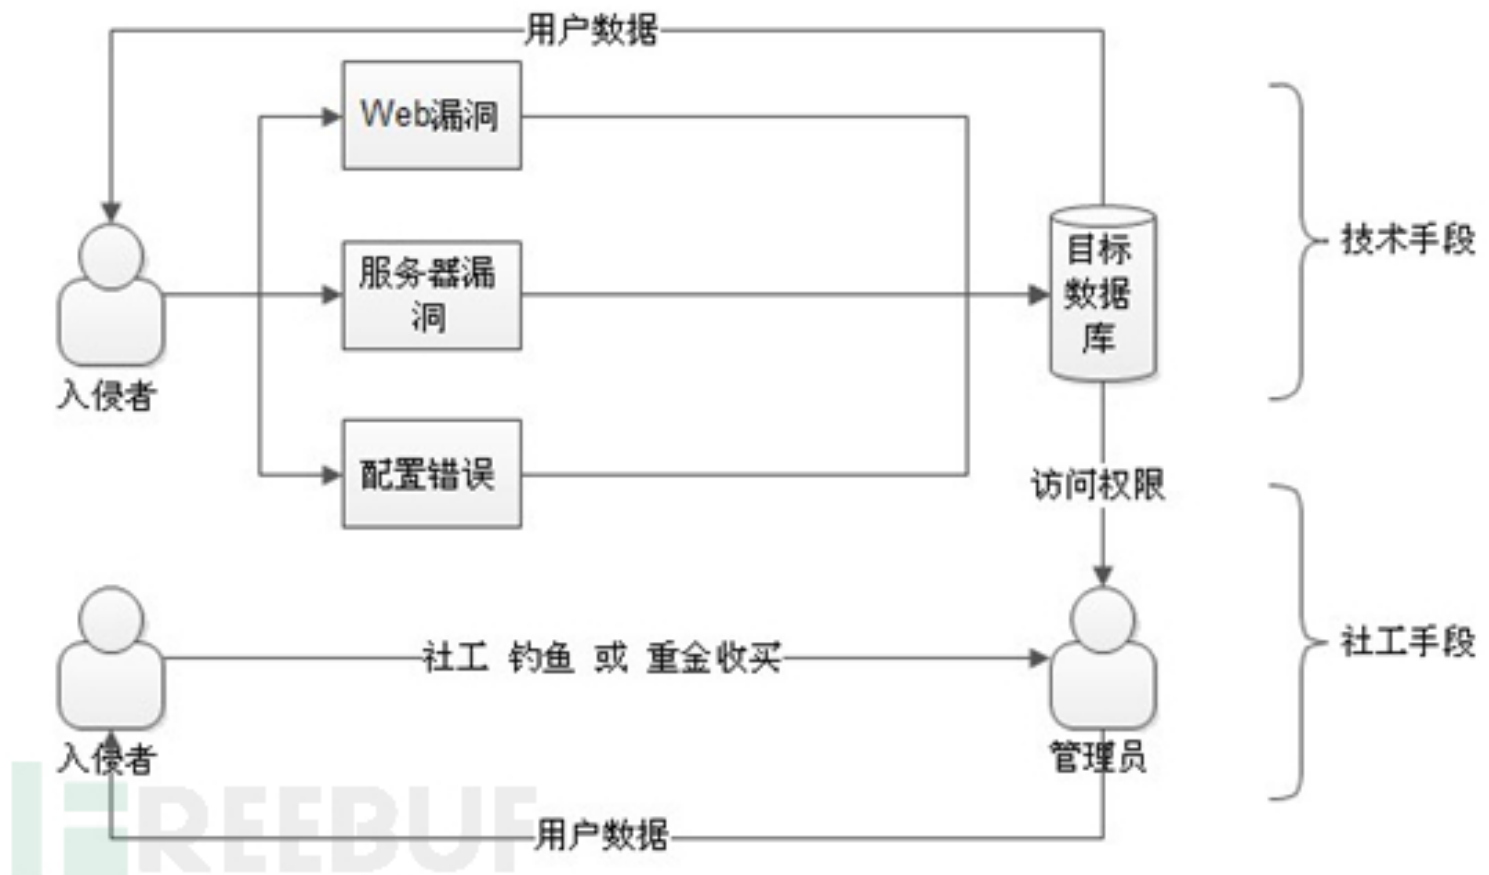 用户数据
Web漏洞
服务器漏
洞
配置错误
入侵者
目标
数据
库
技术手段
访问权限
入侵者
社工 钓鱼 或 重金收买
管理员
社工手段
用户数据
FREEBUF